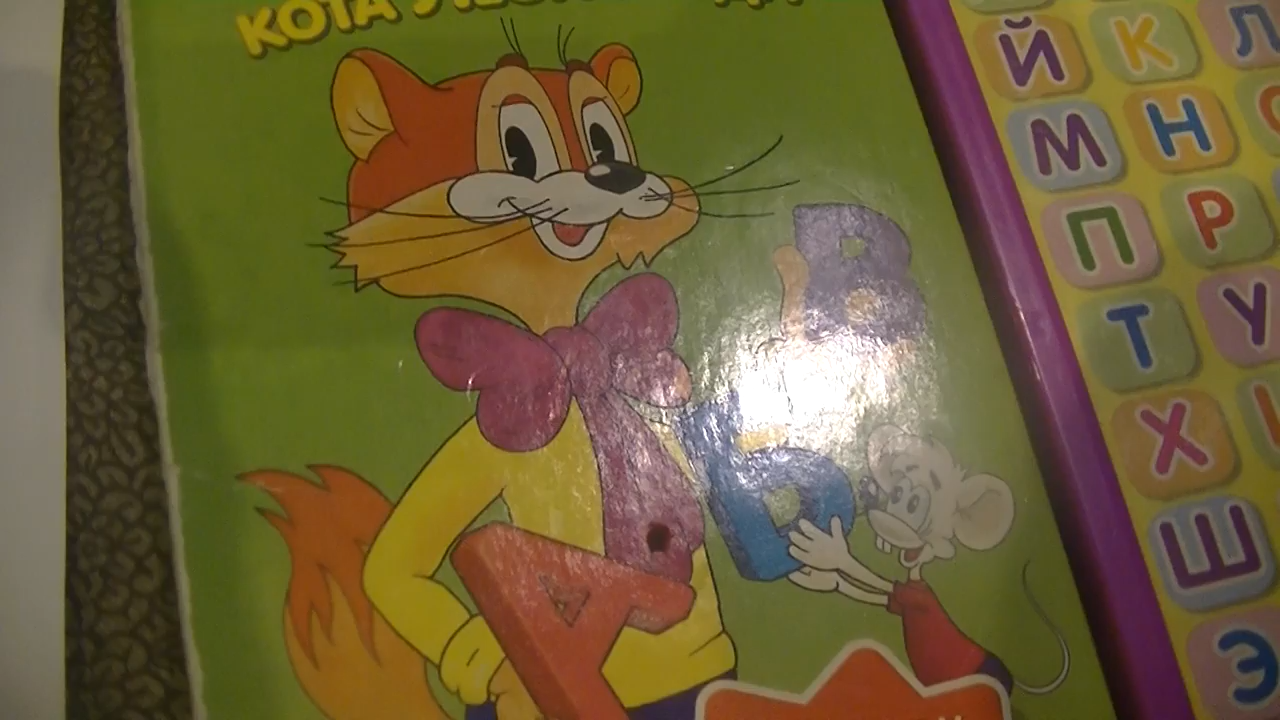 КОТА
В
Б
А
Й К Л
М Н
П Р
Т У
Х
Ш
Э